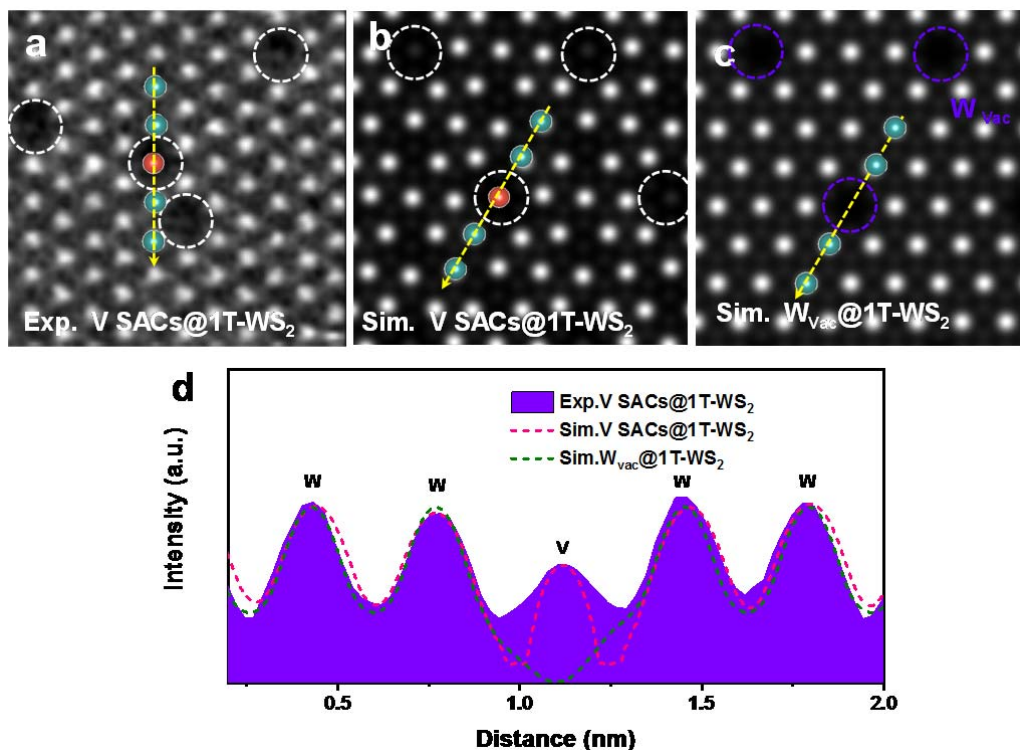 a
b
c
W Vac
Exp. V SACs@1T-WS2
Sim. V SACs@1T-WS2
Sim. WVac@1T-WS2
d
Exp.V SACs@1T-WS2
Sim.V SACs@1T-WS2
Sim.Wvac@1T-WS2
W
W
V
W
W
Intensity (a.u.)
0.5
1.0
1.5
2.0
Distance (nm)